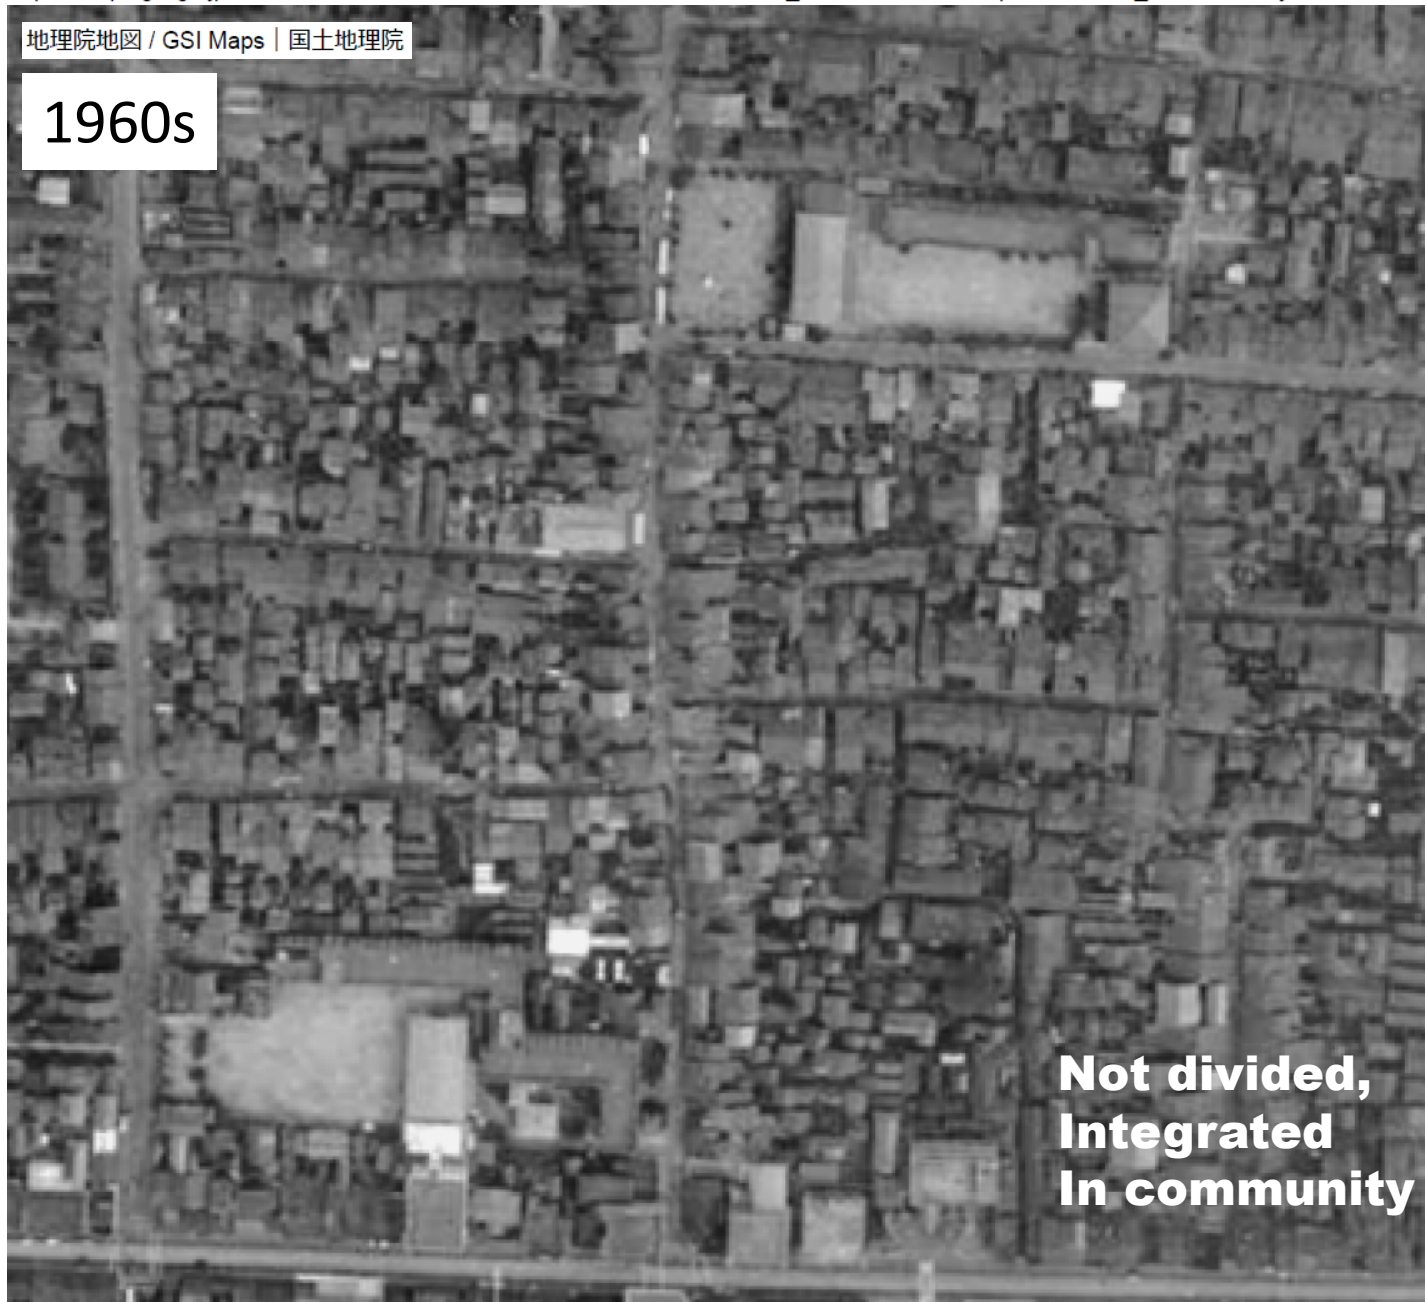 地理院地図 / GSI Maps｜国土地理院
1960s
Not divided,
Integrated
In community